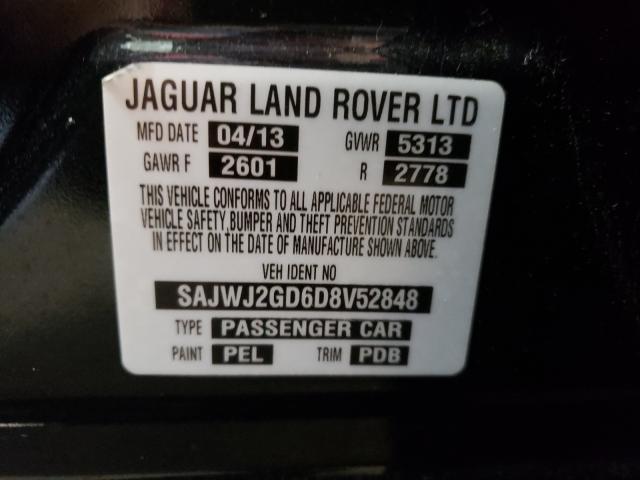 JAGUAR LAND ROVER LTD
MFD DATE 04/13 GVWR 5313
GAWR F 2601 R 2778
THIS VEHICLE CONFORMS TO ALL APPLICABLE FEDERAL MOTOR
VEHICLE SAFETY,BUMPER AND THEFT PREVENTION STANDARDS
IN EFFECT ON THE DATE OF MANUFACTURE SHOWN ABOVE.
VEH IDENT NO
SAJWJ2GD6D8V52848
TYPE PASSENGER CAR
PAINT PEL TRIM PDB